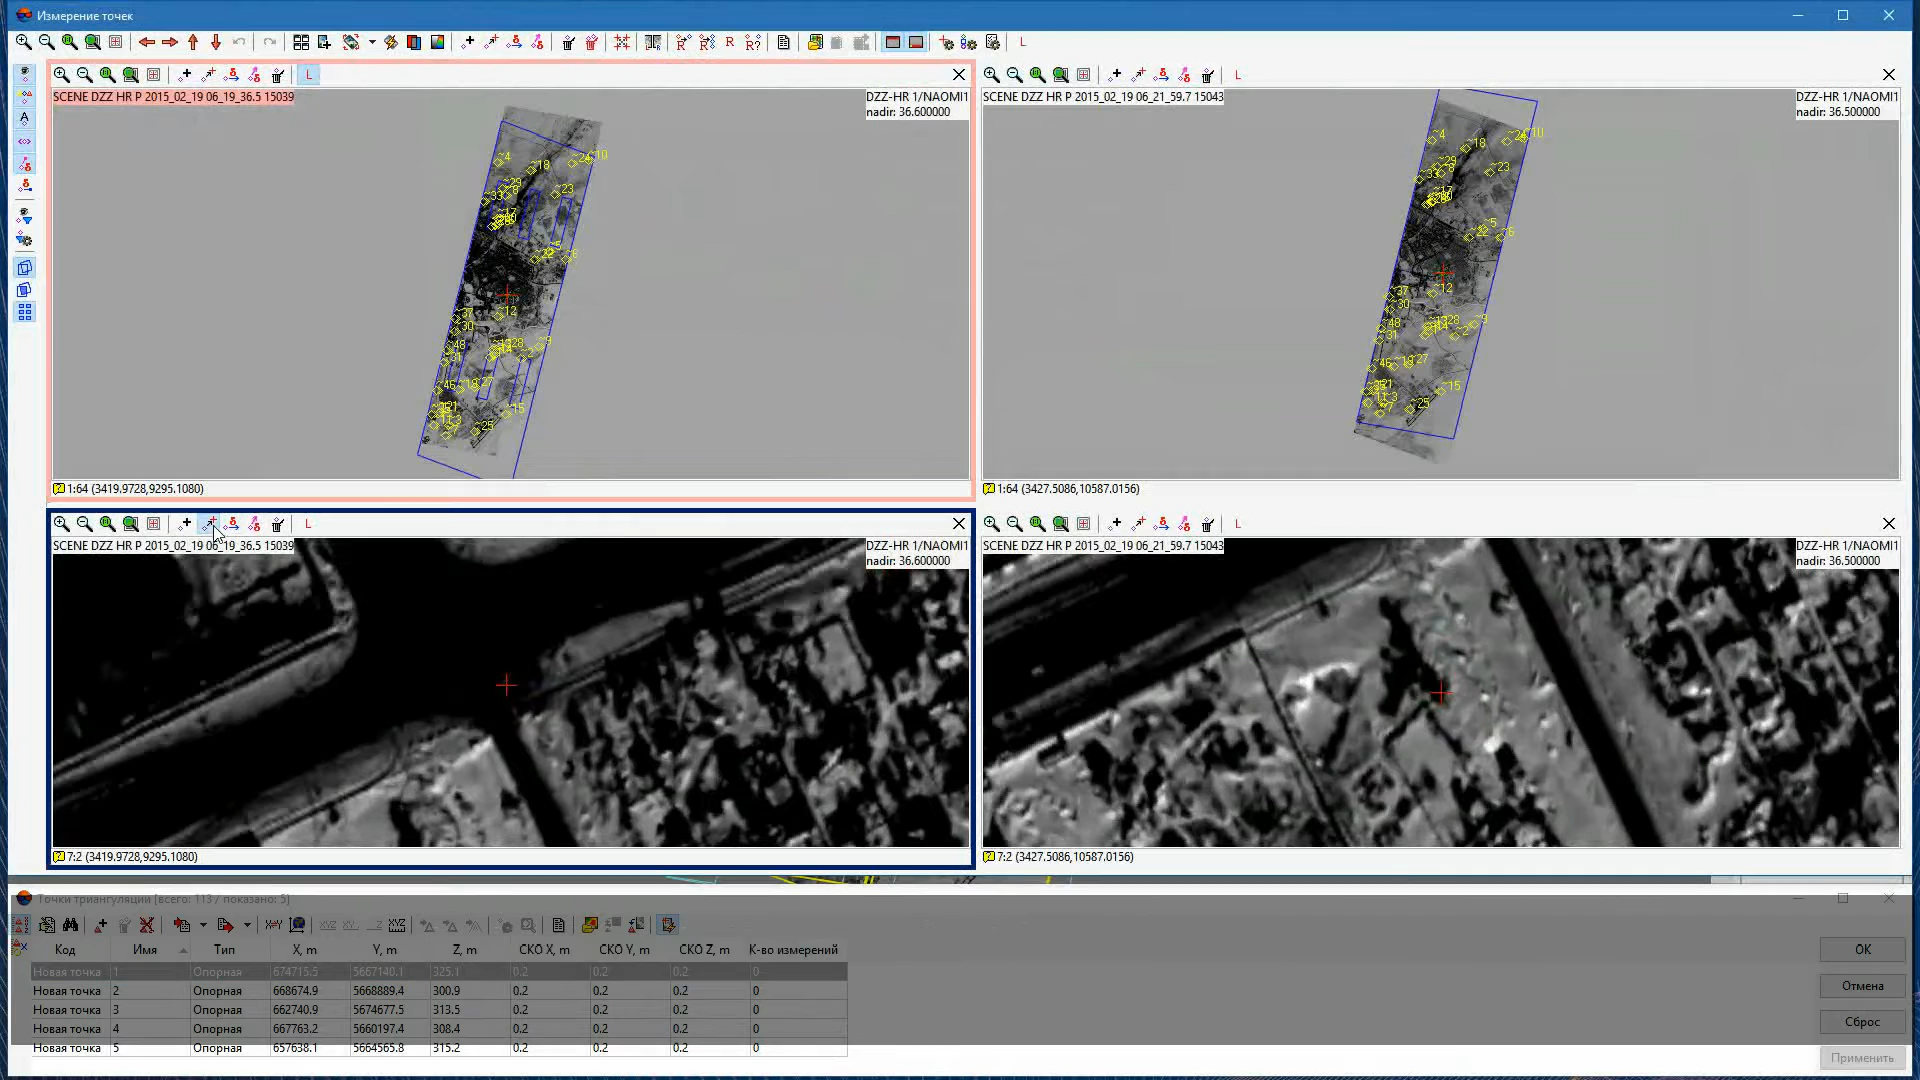 Измерение точек
L
L
L
SCENE DZZ HR P 2015_02_19 06_19_36.5 15039
DZZ-HR 1/NAOMI1
nadir: 36.600000
SCENE DZZ HR P 2015_02_19 06_21_59.7 15043
DZZ-HR 1/NAOMI1
nadir: 36.500000
1:64 (3419.9728,9295.1080)
1:64 (3427.5086,10587.0156)
L
L
SCENE DZZ HR P 2015_02_19 06_19_36.5 15039
DZZ-HR 1/NAOMI1
nadir: 36.600000
SCENE DZZ HR P 2015_02_19 06_21_59.7 15043
DZZ-HR 1/NAOMI1
nadir: 36.500000
7:2 (3419.9728,9295.1080)
7:2 (3427.5086,10587.0156)
Точки триангуляции [всего: 113 / показано: 5]
Код Имя Тип X, m Y, m Z, m СКО X, m СКО Y, m СКО Z, m К-во измерений
Новая точка 1 Опорная 674715.5 5667140.1 325.1 0.2 0.2 0.2 0
Новая точка 2 Опорная 668674.9 5668889.4 300.9 0.2 0.2 0.2 0
Новая точка 3 Опорная 662740.9 5674677.5 313.5 0.2 0.2 0.2 0
Новая точка 4 Опорная 667763.2 5660197.4 308.4 0.2 0.2 0.2 0
Новая точка 5 Опорная 657638.1 5664565.8 315.2 0.2 0.2 0.2 0
OK
Отмена
Сброс
Применить